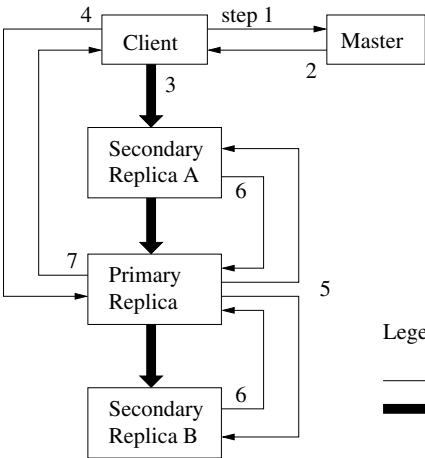 4
step 1
Client
Master
2
3
Secondary
Replica A
6
7
Primary
Replica
5
Lege
6
Secondary
Replica B